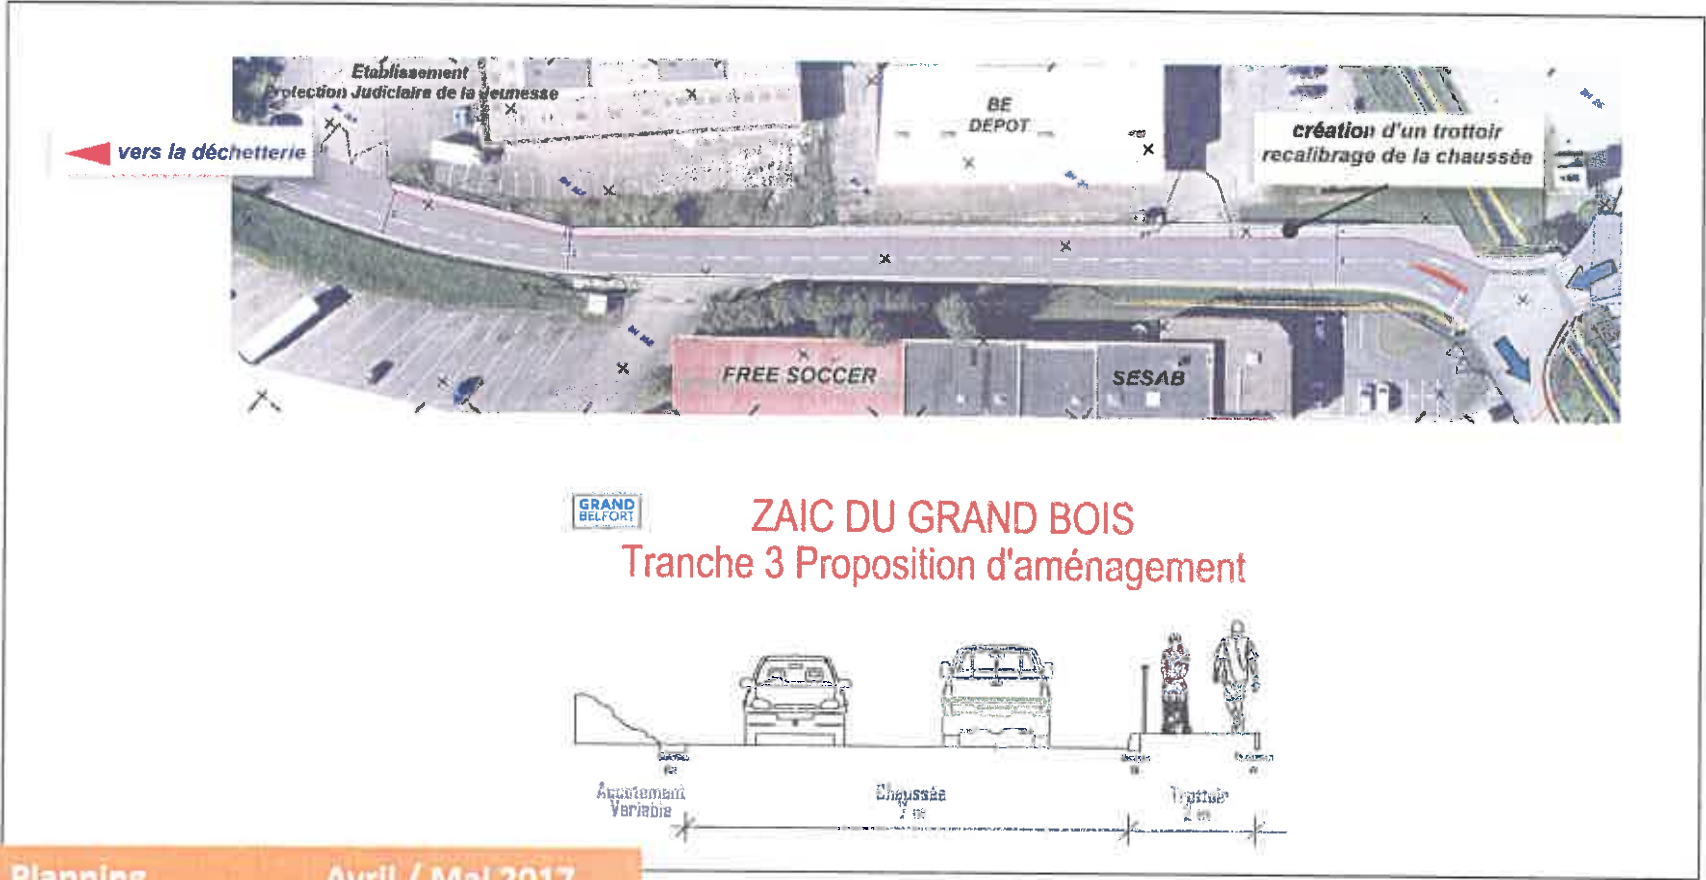 Etablissement
Protection Judiciaire de la Jeunesse
BE
DEPOT
création d'un trottoir
recalibrage de la chaussée
vers la déchetterie
FREE SOCCER
SESAB
GRAND
BELFORT
ZAIC DU GRAND BOIS
Tranche 3 Proposition d'aménagement
Accotement
Variable
Chaussée
7 m
Trottoir
2 m
Planning
Avril / Mai 2017